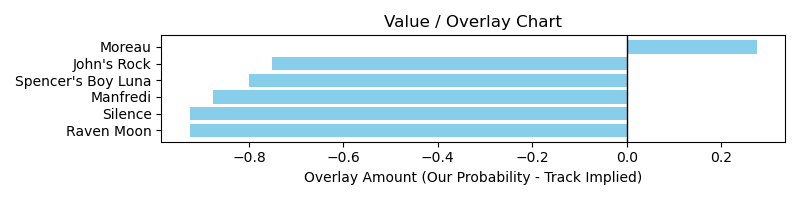 Value / Overlay Chart
Moreau
John's Rock
Spencer's Boy Luna
Manfredi
Silence
Raven Moon
−0.8 −0.6 −0.4 −0.2 0.0 0.2
Overlay Amount (Our Probability - Track Implied)